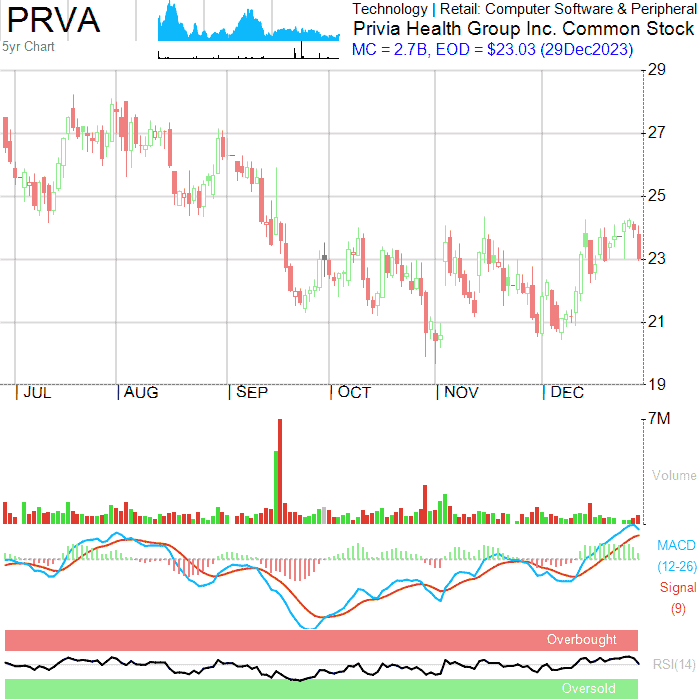 PRVA
5yr Chart
Technology | Retail: Computer Software & Peripheral
Privia Health Group Inc. Common Stock
MC = 2.7B, EOD = $23.03 (29Dec2023)
29
27
25
23
21
19
JUL AUG SEP OCT NOV DEC
7M
Volume
MACD
(12-26)
Signal
(9)
Overbought
RSI(14)
Oversold